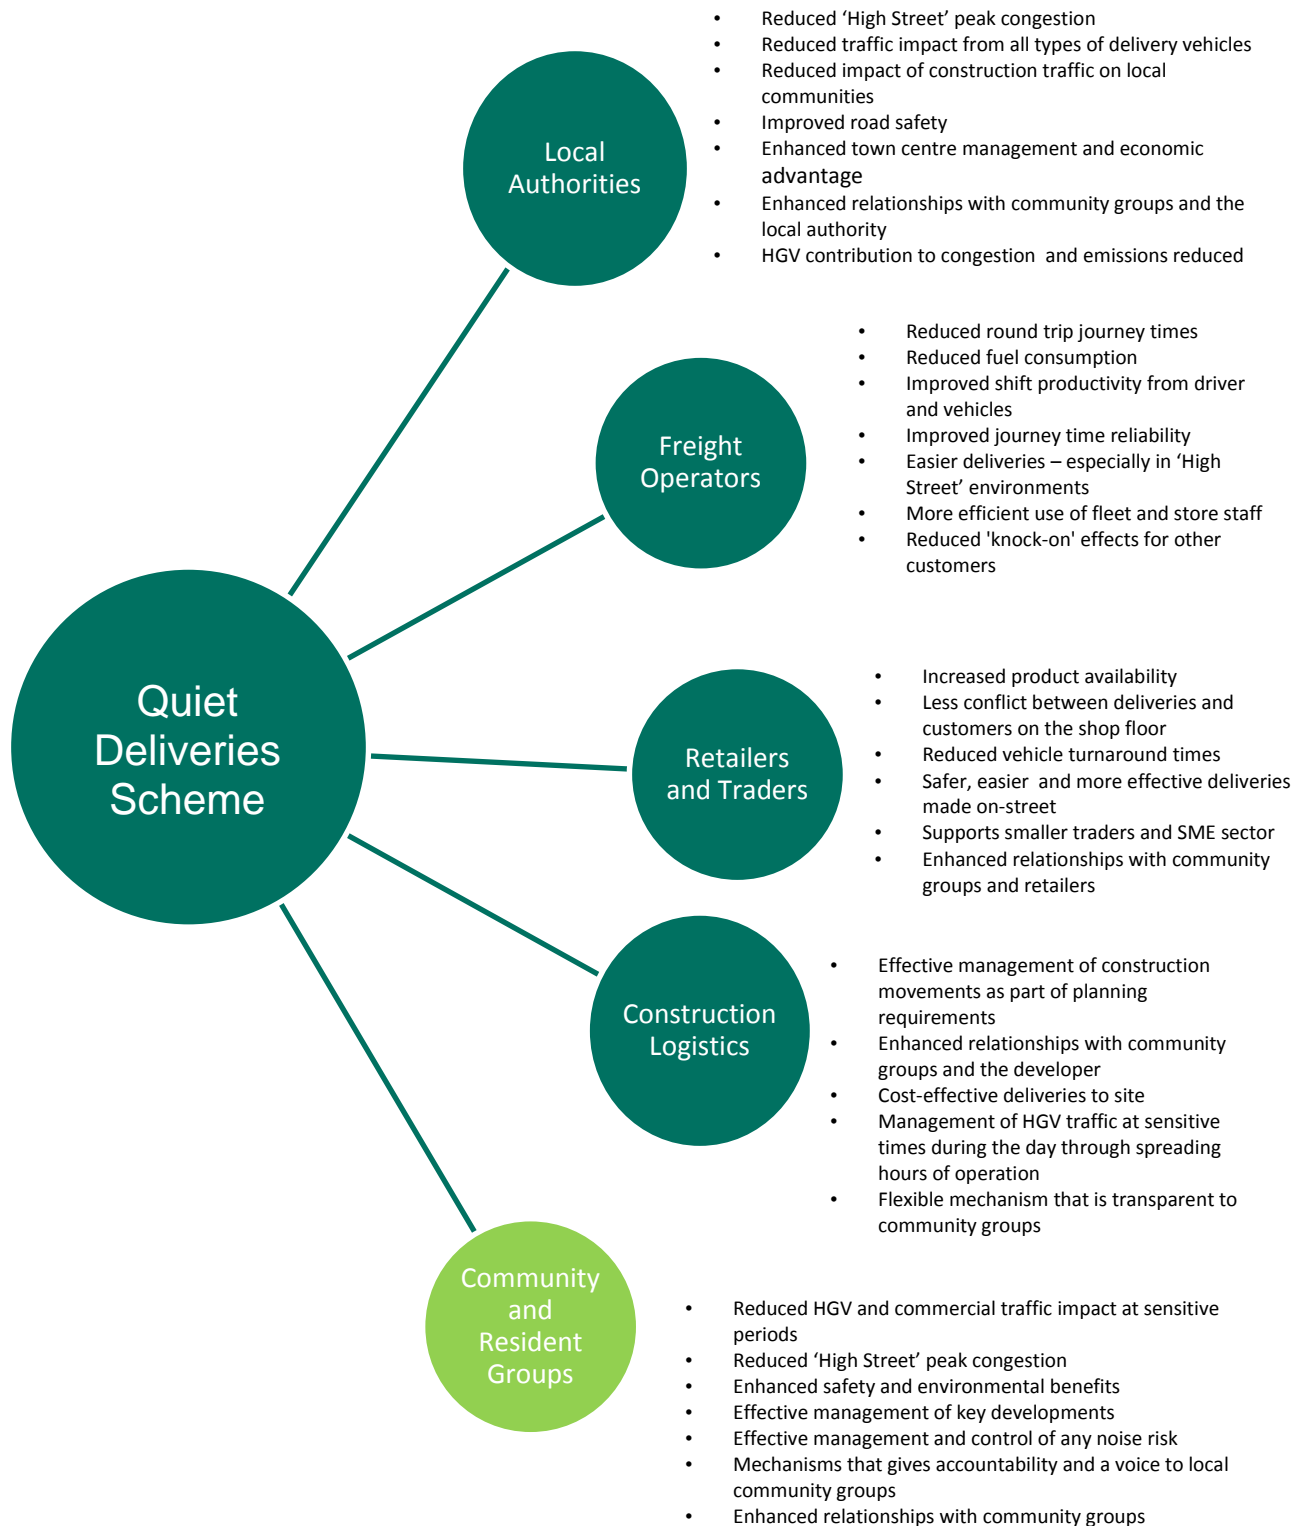 • Reduced ‘High Street’ peak congestion
• Reduced traffic impact from all types of delivery vehicles
• Reduced impact of construction traffic on local
communities
• Improved road safety
• Enhanced town centre management and economic
advantage
• Enhanced relationships with community groups and the
local authority
• HGV contribution to congestion and emissions reduced
Local
Authorities
• Reduced round trip journey times
• Reduced fuel consumption
• Improved shift productivity from driver
and vehicles
• Improved journey time reliability
• Easier deliveries – especially in ‘High
Street’ environments
• More efficient use of fleet and store staff
• Reduced 'knock-on' effects for other
customers
Freight
Operators
Quiet
Deliveries
Scheme
• Increased product availability
• Less conflict between deliveries and
customers on the shop floor
• Reduced vehicle turnaround times
• Safer, easier and more effective deliveries
made on-street
• Supports smaller traders and SME sector
• Enhanced relationships with community
groups and retailers
Retailers
and Traders
• Effective management of construction
movements as part of planning
requirements
• Enhanced relationships with community
groups and the developer
• Cost-effective deliveries to site
• Management of HGV traffic at sensitive
times during the day through spreading
hours of operation
• Flexible mechanism that is transparent to
community groups
Construction
Logistics
Community
and
Resident
Groups
• Reduced HGV and commercial traffic impact at sensitive
periods
• Reduced ‘High Street’ peak congestion
• Enhanced safety and environmental benefits
• Effective management of key developments
• Effective management and control of any noise risk
• Mechanisms that gives accountability and a voice to local
community groups
• Enhanced relationships with community groups